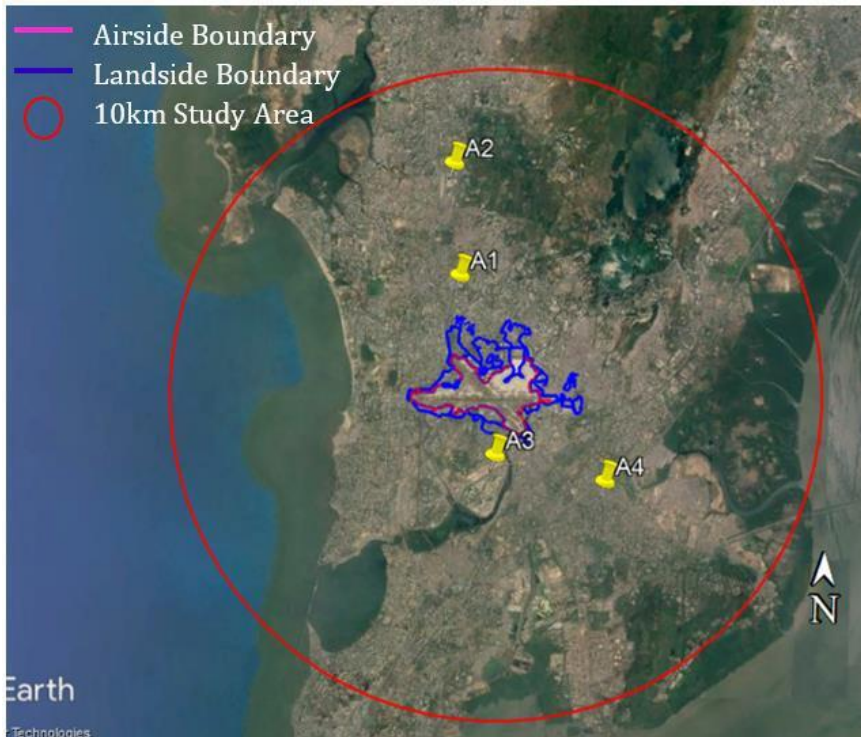 Airside Boundary
Landside Boundary
10km Study Area
A2
A1
A3
A4
N
Earth
Technologies